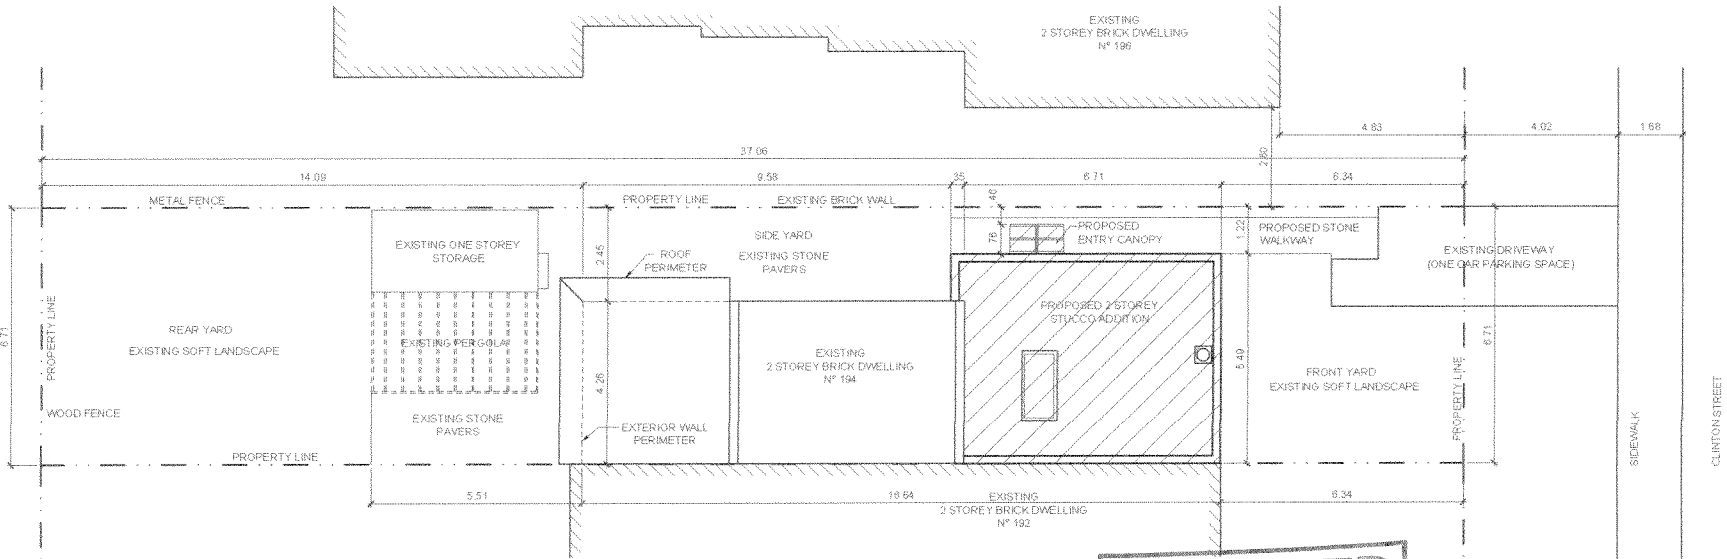 EXISTING
2 STOREY BRICK DWELLING
N° 196
4.83
4.02
1.68
37.06
2.80
14.09
9.58
35
6.71
6.34
METAL FENCE
PROPERTY LINE
EXISTING BRICK WALL
46
EXISTING ONE STOREY
STORAGE
2.45
ROOF
PERIMETER
SIDE YARD
EXISTING STONE
PAVERS
76
PROPOSED
ENTRY CANOPY
1.22
PROPOSED STONE
WALKWAY
EXISTING DRIVEWAY
(ONE CAR PARKING SPACE)
6.71
PROPERTY LINE
REAR YARD
EXISTING SOFT LANDSCAPE
EXISTING PERGOLA
PROPOSED 2 STOREY
STUCCO ADDITION
EXISTING
2 STOREY BRICK DWELLING
N° 194
4.26
5.49
FRONT YARD
EXISTING SOFT LANDSCAPE
PROPERTY LINE
6.71
WOOD FENCE
EXISTING STONE
PAVERS
EXTERIOR WALL
PERIMETER
SIDEWALK
CLINTON STREET
PROPERTY LINE
5.51
16.64
6.34
EXISTING
2 STOREY BRICK DWELLING
N° 192